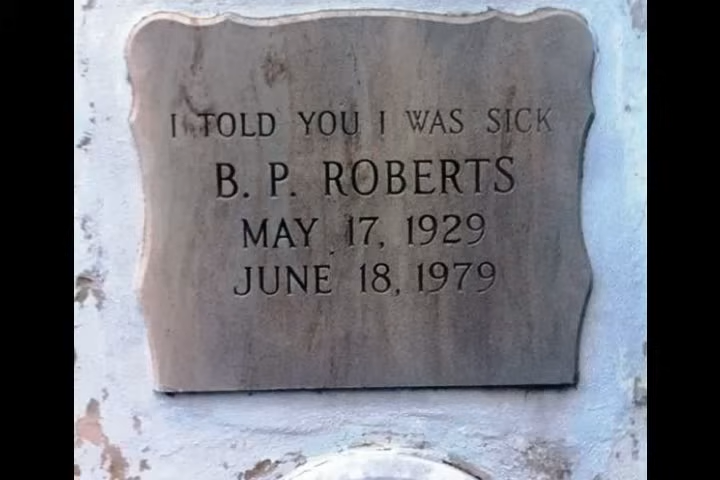 I TOLD YOU I WAS SICK
B. P. ROBERTS
MAY 17, 1929
JUNE 18, 1979